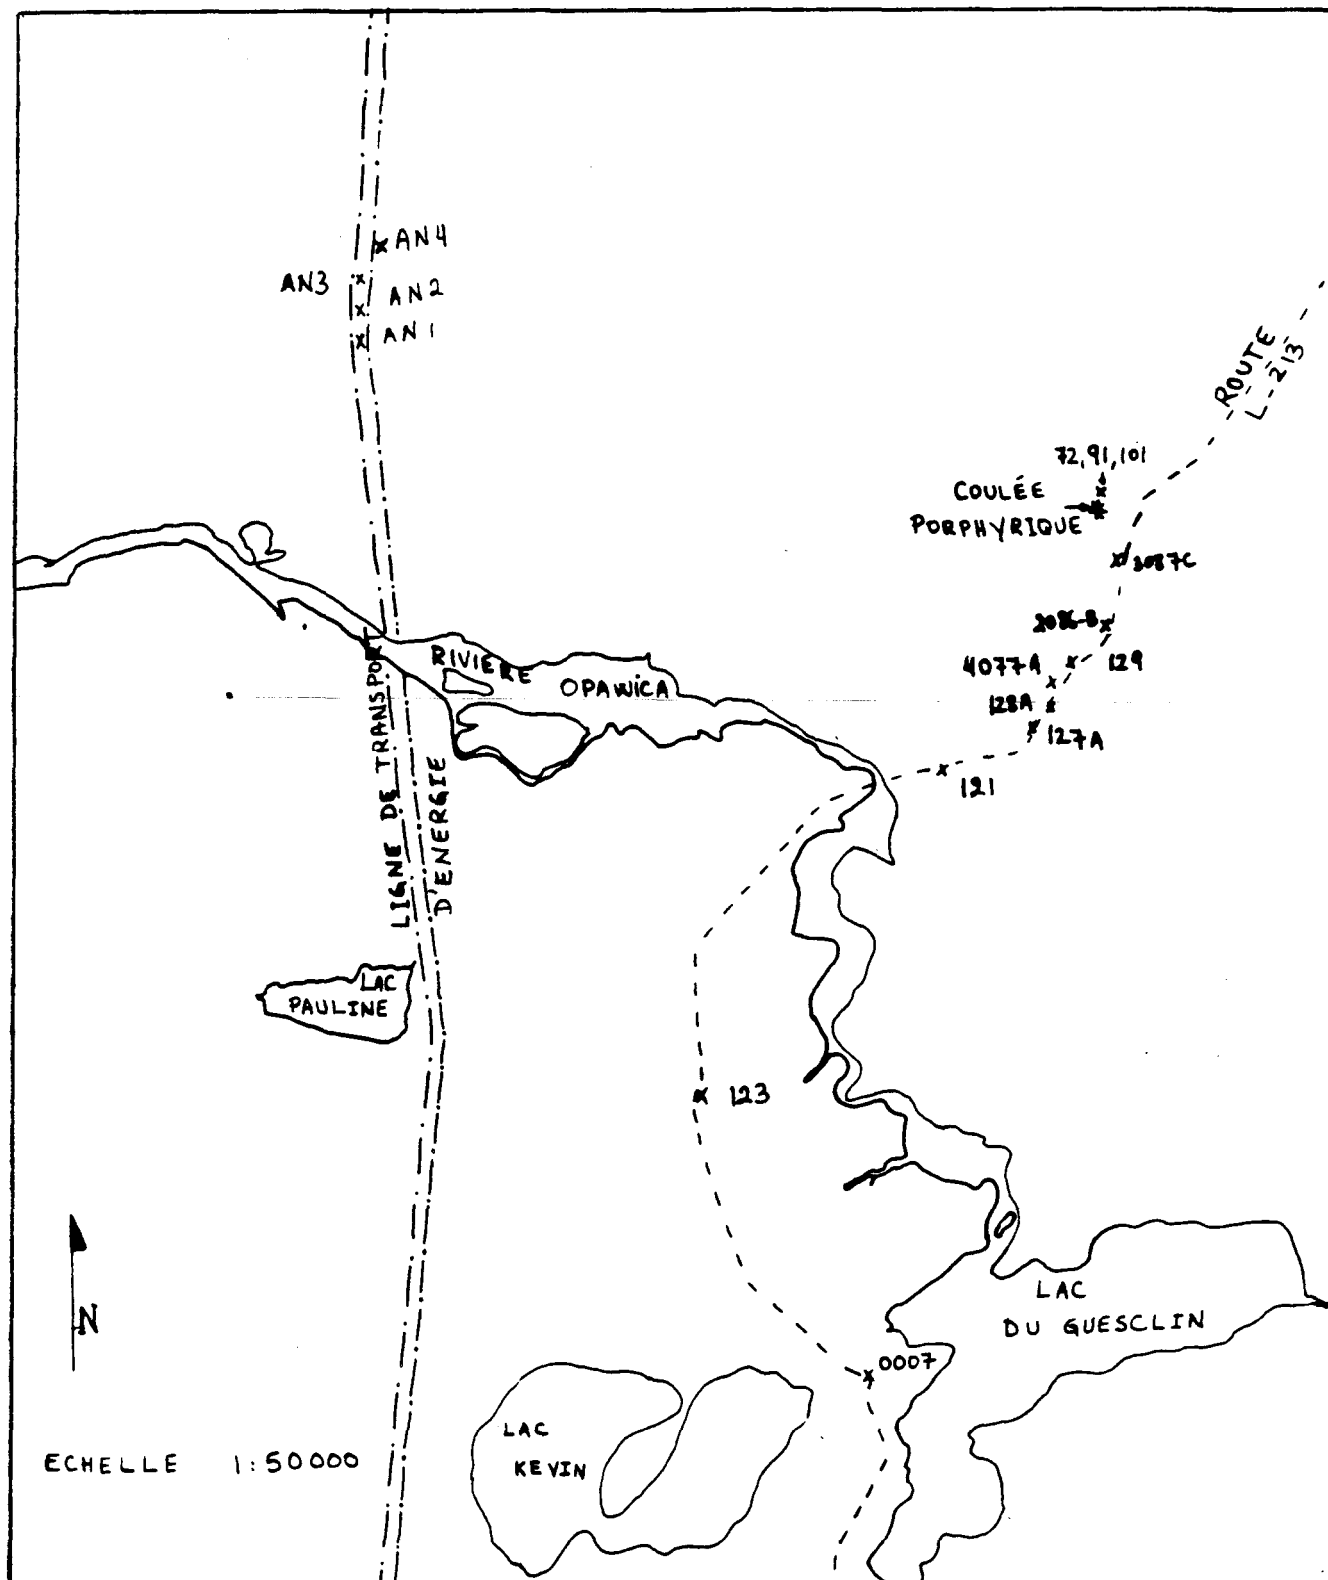 AN4
AN3
AN2
AN1
ROUTE
L-213
72,91,101
COULÉE
PORPHYRIQUE
2086-B
129
4077A
128A
127A
121
RIVIERE
OPAWICA
LIGNE DE TRANSPORT
D'ENERGIE
LAC
PAULINE
123
N
LAC
DU GUESCLIN
0007
LAC
KEVIN
ECHELLE 1:50000